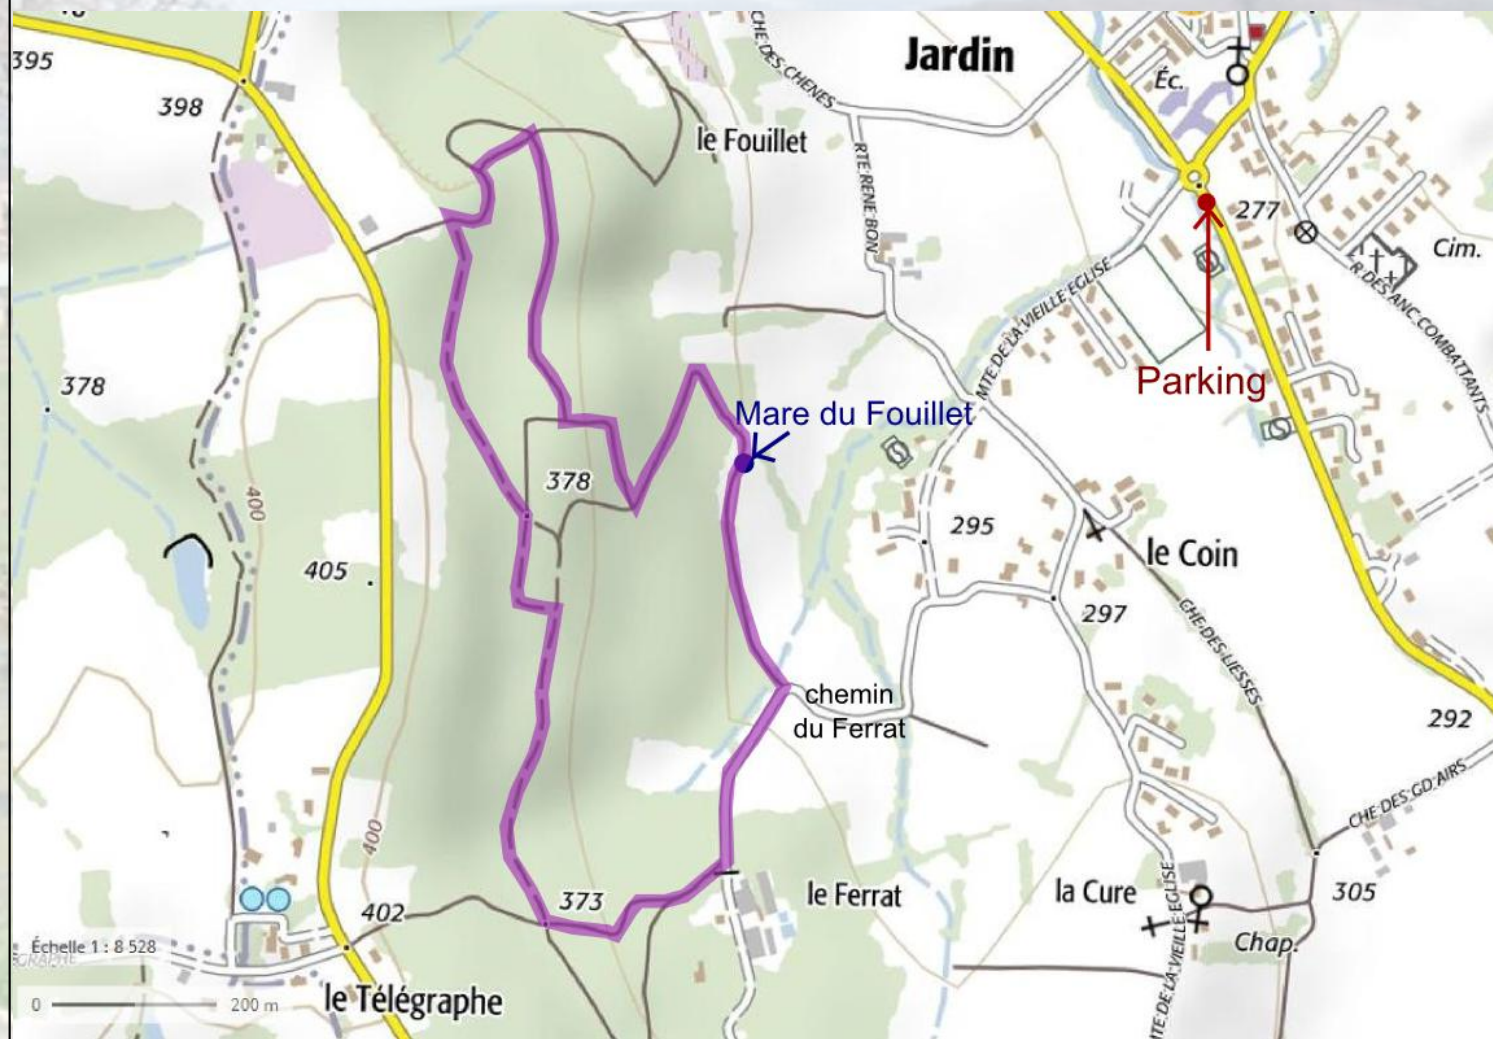 Jardin
395
Éc.
398
CHE DES CHENES
le Fouillet
RTE RENE BON
277
Cim.
R DES ANC COMBATTANTS
MTE DE LA VIEILLE EGLISE
378
Parking
Mare du Fouillet
378
400
295
le Coin
405
297
CHE DES LIESSES
chemin
du Ferrat
292
CHE DES GD AIRS
400
373
le Ferrat
la Cure
305
402
Chap.
Échelle 1 : 8 528
0 200 m
le Télégraphe
TE DE LA VIEILLE EGLISE